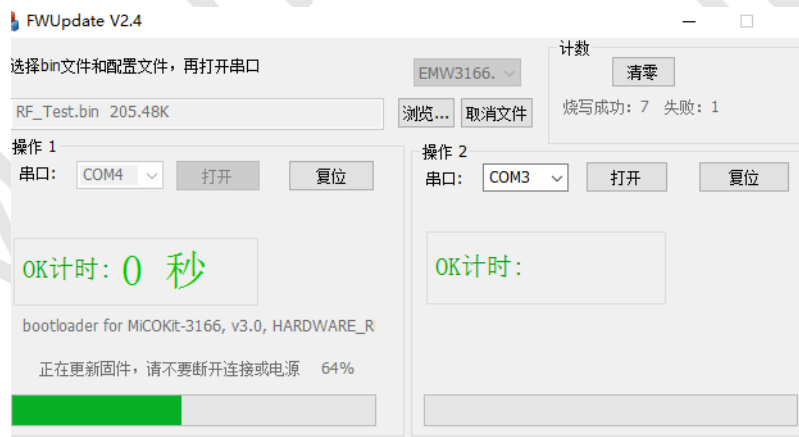 FWUpdate V2.4
选择bin文件和配置文件，再打开串口
EMW3166.
计数
清零
RF_Test.bin 205.48K
浏览...
取消文件
烧写成功: 7 失败: 1
操作 1
串口:
COM4
打开
复位
OK计时: 0 秒
bootloader for MiCOKit-3166, v3.0, HARDWARE_R
正在更新固件，请不要断开连接或电源 64%
操作 2
串口:
COM3
打开
复位
OK计时: